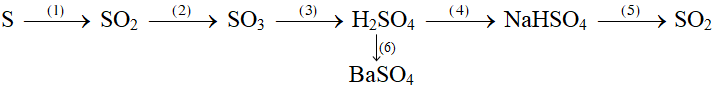 S —(1)→ SO₂ —(2)→ SO₃ —(3)→ H₂SO₄ —(4)→ NaHSO₄ —(5)→ SO₂
↓(6)
BaSO₄